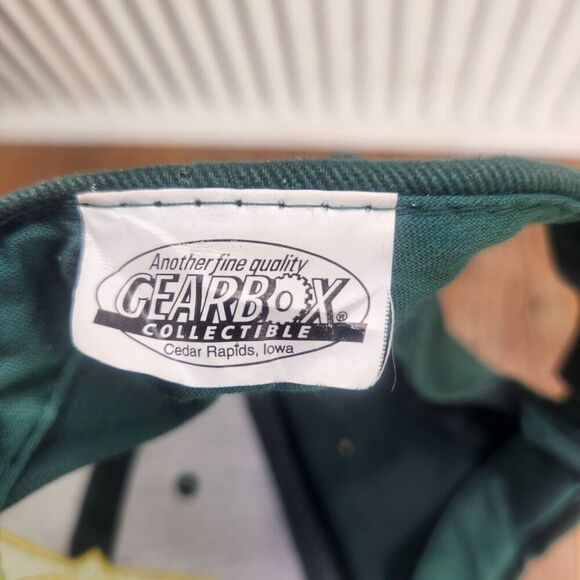 Another fine quality
GEARBOX®
COLLECTIBLE
Cedar Rapids, Iowa